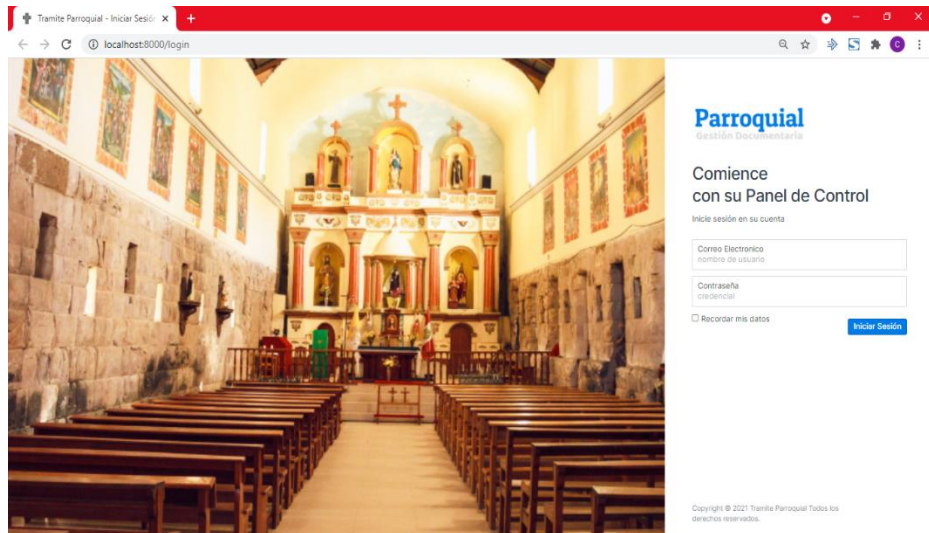 Tramite Parroquial - Iniciar Sesió
localhost:8000/login
C
Parroquial
Gestión Documentaria
Comience
con su Panel de Control
Inicie sesión en su cuenta
Correo Electronico
nombre de usuario
Contraseña
credencial
Recordar mis datos
Iniciar Sesión
Copyright © 2021 Tramite Parroquial Todos los
derechos reservados.